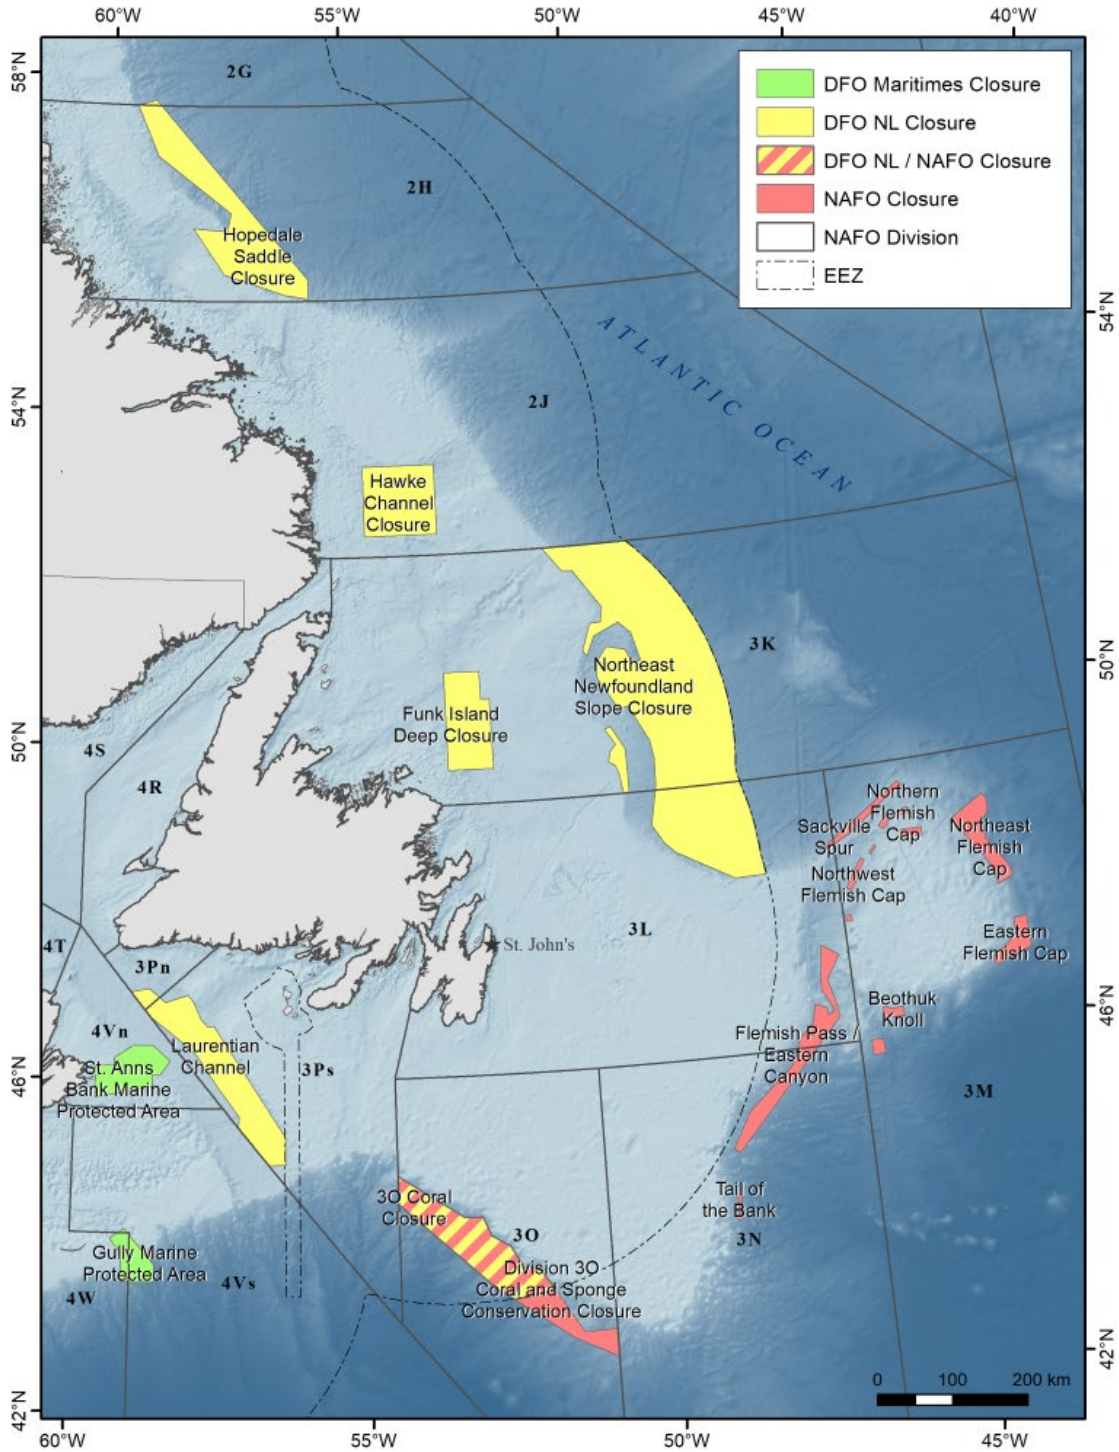 60°W
55°W
50°W
45°W
40°W
58°N
2G
DFO Maritimes Closure
DFO NL Closure
DFO NL / NAFO Closure
NAFO Closure
NAFO Division
EEZ
2H
Hopedale
Saddle
Closure
54°N
ATLANTIC OCEAN
54°N
2J
Hawke
Channel
Closure
3K
50°N
Northeast
Newfoundland
Slope Closure
Funk Island
Deep Closure
50°N
4S
4R
Northern
Flemish
Cap
Sackville
Spur
Northeast
Flemish
Cap
Northwest
Flemish Cap
3L
St. John's
Eastern
Flemish Cap
4T
3Pn
46°N
Beothuk
Knoll
4Vn
Laurentian
Channel
Flemish Pass /
Eastern
Canyon
St. Anns
Bank Marine
Protected Area
3Ps
46°N
3M
3O Coral
Closure
Tail of
the Bank
3O
3N
Gully Marine
Protected Area
Division 3O
Coral and Sponge
Conservation Closure
4Vs
4W
42°N
0 100 200 km
42°N
60°W
55°W
50°W
45°W